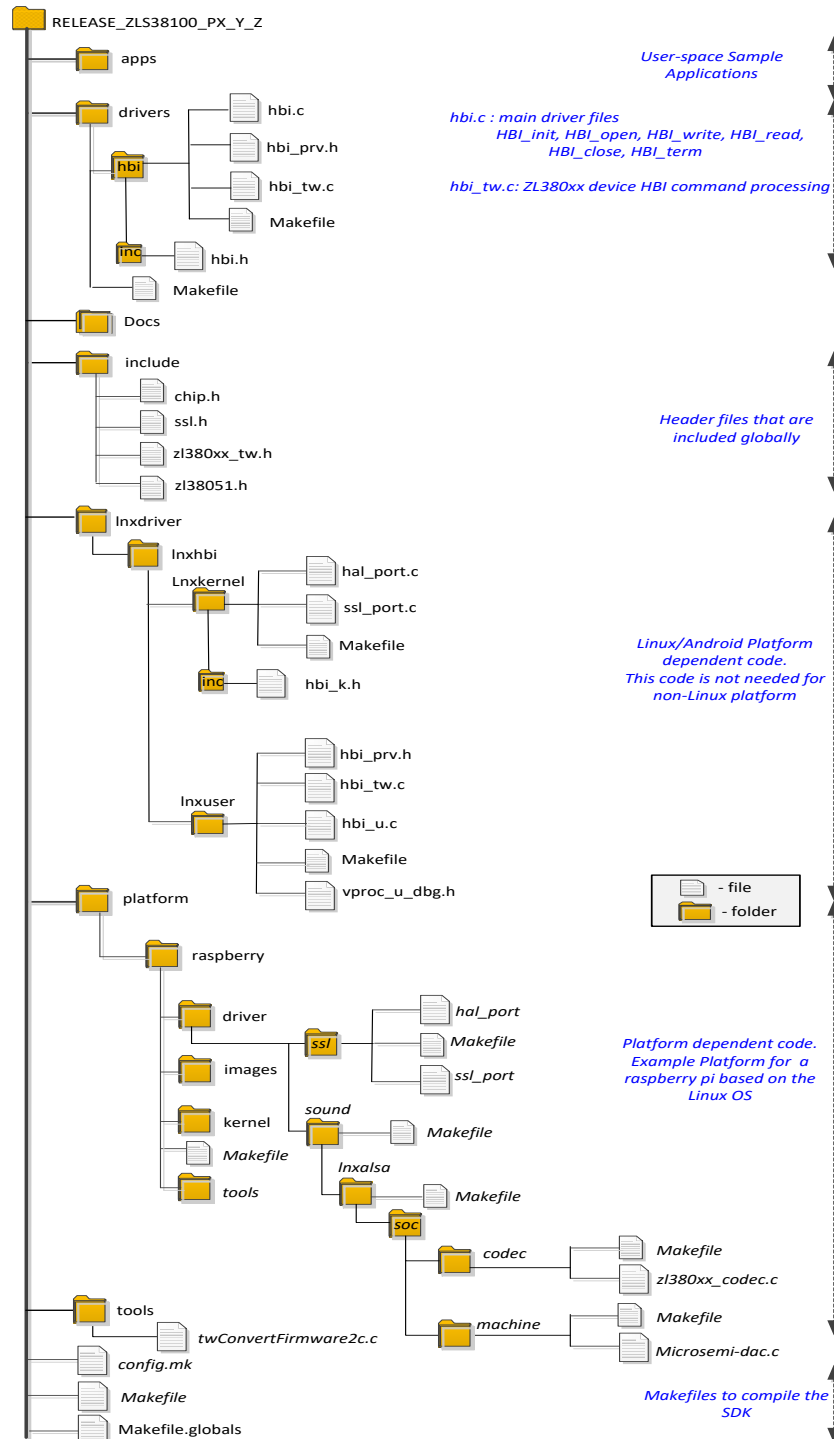 RELEASE_ZLS38100_PX_Y_Z
apps
User-space Sample
Applications
drivers
hbi.c
hbi_prv.h
hbi
hbi_tw.c
Makefile
inc
hbi.h
Makefile
hbi.c : main driver files
HBI_init, HBI_open, HBI_write, HBI_read,
HBI_close, HBI_term
hbi_tw.c: ZL380xx device HBI command processing
Docs
include
chip.h
ssl.h
zl380xx_tw.h
zl38051.h
Header files that are
included globally
lnxdriver
lnxhbi
Lnxkernel
hal_port.c
ssl_port.c
Makefile
inc
hbi_k.h
Linux/Android Platform
dependent code.
This code is not needed for
non-Linux platform
lnxuser
hbi_prv.h
hbi_tw.c
hbi_u.c
Makefile
vproc_u_dbg.h
- file
- folder
platform
raspberry
driver
ssl
hal_port
Makefile
ssl_port
images
kernel
Makefile
tools
sound
Makefile
lnxalsa
Makefile
soc
codec
Makefile
zl380xx_codec.c
machine
Makefile
Microsemi-dac.c
Platform dependent code.
Example Platform for a
raspberry pi based on the
Linux OS
tools
twConvertFirmware2c.c
config.mk
Makefile
Makefile.globals
Makefiles to compile the
SDK